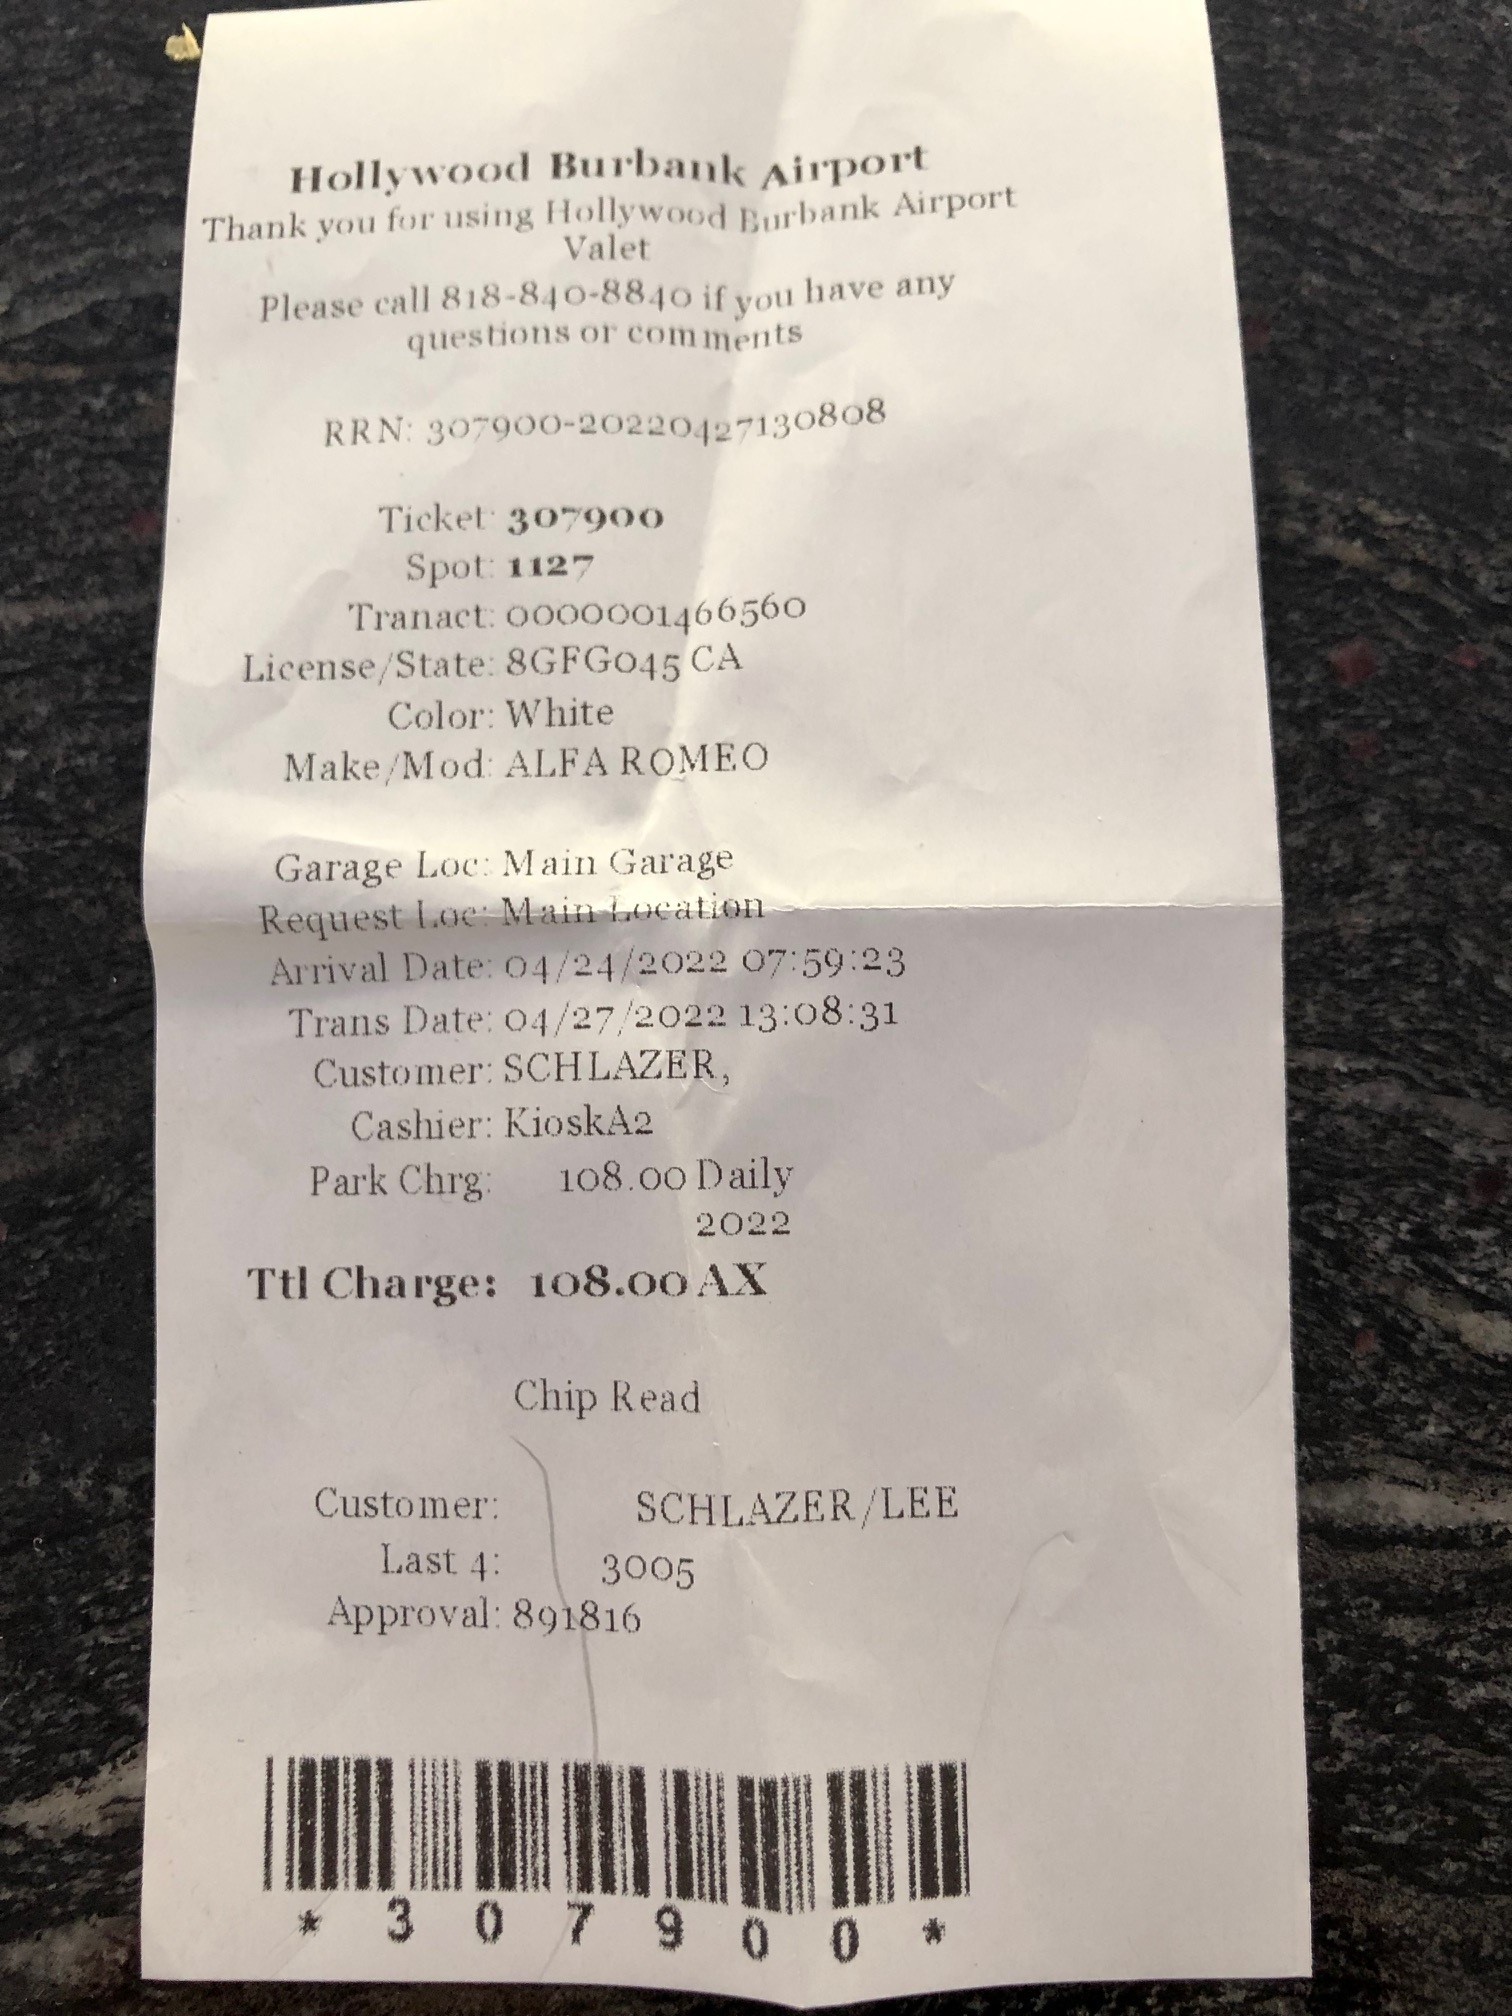 Hollywood Burbank Airport
Thank you for using Hollywood Burbank Airport
Valet
Please call 818-840-8840 if you have any
questions or comments
RRN: 307900-20220427130808
Ticket: 307900
Spot: 1127
Tranact: 0000001466560
License/State: 8GFG045 CA
Color: White
Make/Mod: ALFA ROMEO
Garage Loc: Main Garage
Request Loc: Main Location
Arrival Date: 04/24/2022 07:59:23
Trans Date: 04/27/2022 13:08:31
Customer: SCHLAZER,
Cashier: KioskA2
Park Chrg: 108.00 Daily
2022
Ttl Charge: 108.00 AX
Chip Read
Customer: SCHLAZER/LEE
Last 4: 3005
Approval: 891816
* 3 0 7 9 0 0 *